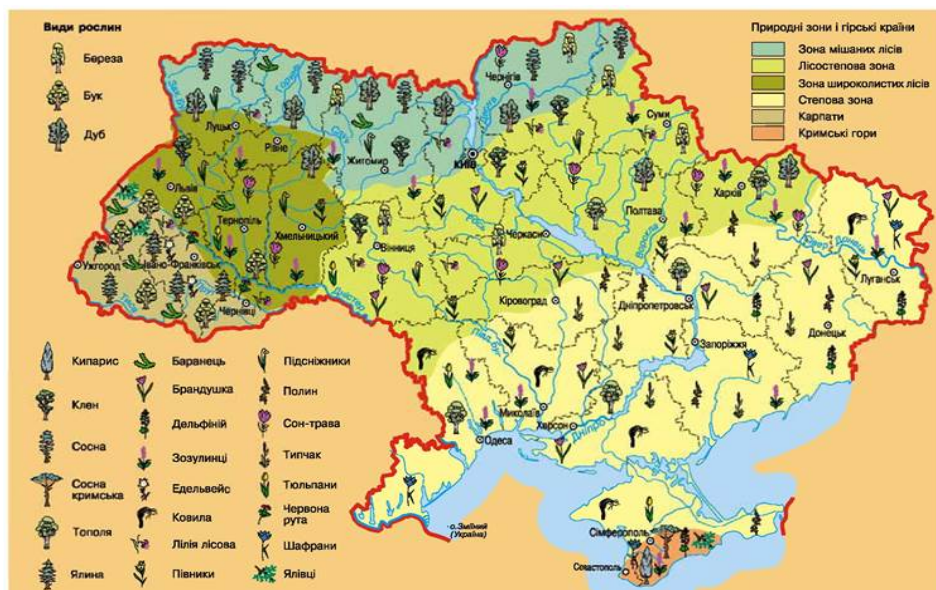 Види рослин
Береза
Бук
Дуб
Природні зони і гірські країни
Зона мішаних лісів
Лісостепова зона
Зона широколистих лісів
Степова зона
Карпати
Кримські гори
Чернігів
Луцьк
Рівне
Суми
Житомир
КИЇВ
Львів
Харків
Тернопіль
Полтава
Хмельницький
Вінниця
Черкаси
Ужгород
Івано-Франківськ
Луганськ
Чернівці
Дністер
Кіровоград
Дніпропетровськ
Донецьк
Запоріжжя
Миколаїв
Херсон
Дніпро
Одеса
о.Зміїний
(Україна)
Сімферополь
Севастополь
Кипарис
Клен
Сосна
Сосна
кримська
Тополя
Ялина
Баранець
Брандушка
Дельфіній
Зозулинці
Едельвейс
Ковила
Лілія лісова
Півники
Підсніжники
Полин
Сон-трава
Типчак
Тюльпани
Червона
рута
Шафрани
Ялівці